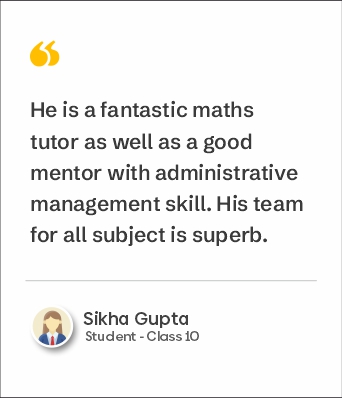 “
He is a fantastic maths
tutor as well as a good
mentor with administrative
management skill. His team
for all subject is superb.
Sikha Gupta
Student - Class 10